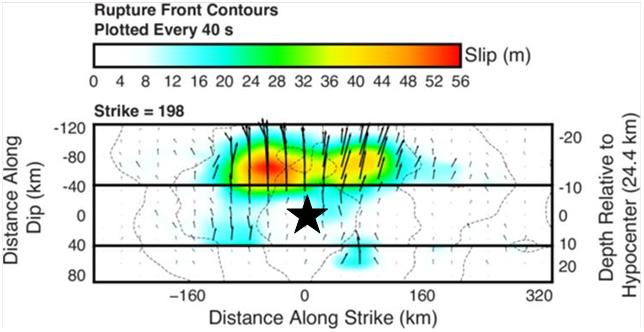 Rupture Front Contours
Plotted Every 40 s
Slip (m)
0 4 8 12 16 20 24 28 32 36 40 44 48 52 56
Strike = 198
Distance Along
Dip (km)
-120
-80
-40
0
40
80
-20
-10
0
10
20
Depth Relative to
Hypocenter (24.4 km)
−160 0 160 320
Distance Along Strike (km)